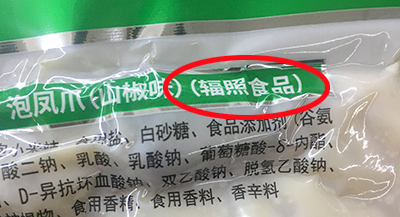 泡凤爪(山椒味)(辐照食品)
盐、白砂糖、食品添加剂(谷氨
酸二钠、乳酸、乳酸钠、葡萄糖酸-δ-内酯、
D-异抗坏血酸钠、双乙酸钠、脱氢乙酸钠、
食用香精、食用香料、香辛料